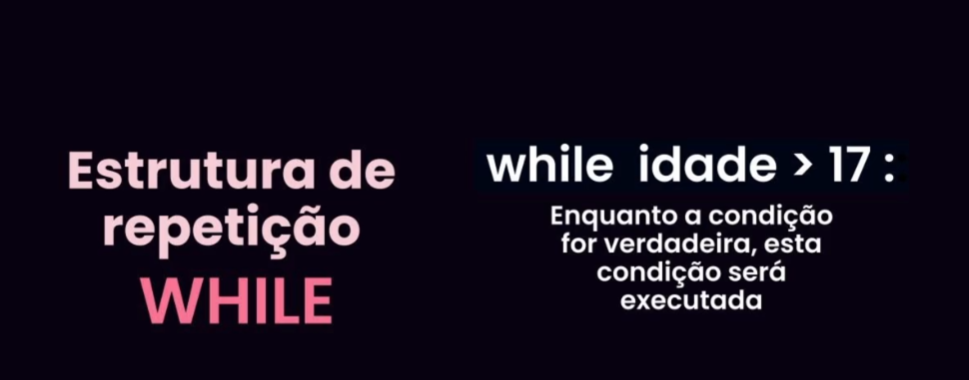 Estrutura de
repetição
WHILE
while idade > 17 :
Enquanto a condição
for verdadeira, esta
condição será
executada